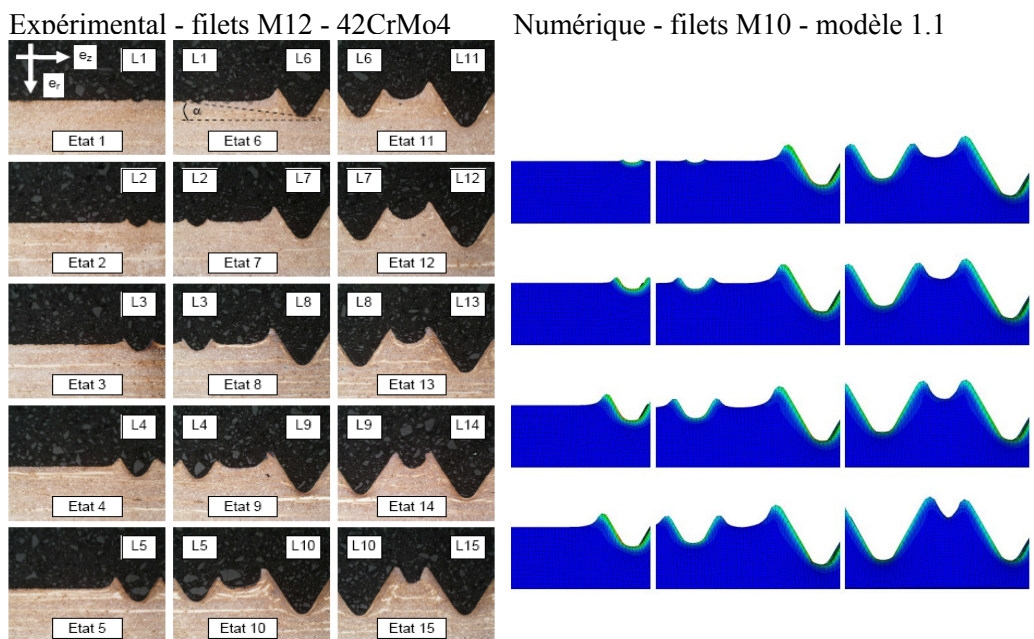 Expérimental - filets M12 - 42CrMo4
Numérique - filets M10 - modèle 1.1
e_z
e_r
L1
Etat 1
L1
L6
α
Etat 6
L6
L11
Etat 11
L2
Etat 2
L2
L7
Etat 7
L7
L12
Etat 12
L3
Etat 3
L3
L8
Etat 8
L8
L13
Etat 13
L4
Etat 4
L4
L9
Etat 9
L9
L14
Etat 14
L5
Etat 5
L5
L10
Etat 10
L10
L15
Etat 15